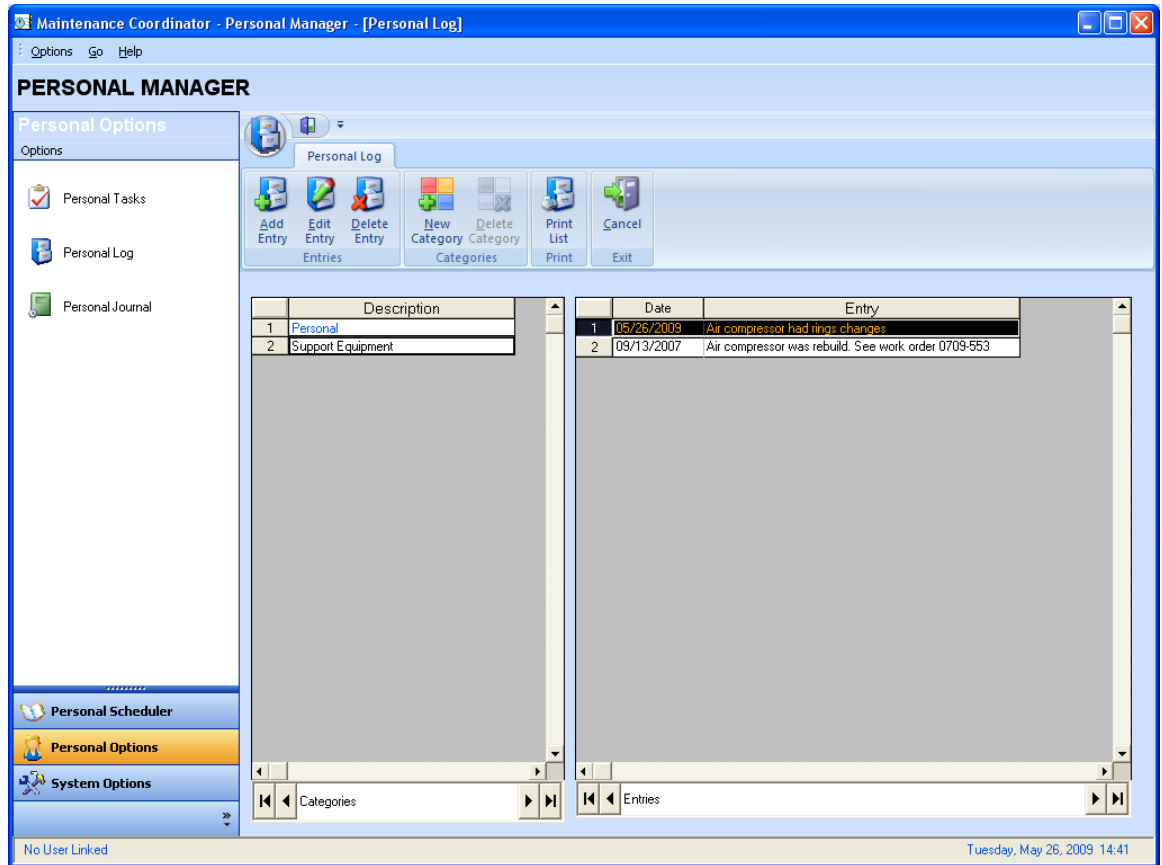 Maintenance Coordinator - Personal Manager - [Personal Log]
Options Go Help
PERSONAL MANAGER
Personal Options
Options
Personal Tasks
Personal Log
Personal Journal
Personal Log
Add Entry
Edit Entry
Delete Entry
Entries
New Category
Delete Category
Categories
Print List
Print
Cancel
Exit
Description
1 Personal
2 Support Equipment
Categories
Date Entry
1 05/26/2009 Air compressor had rings changes
2 09/13/2007 Air compressor was rebuild. See work order 0709-553
Entries
Personal Scheduler
Personal Options
System Options
No User Linked
Tuesday, May 26, 2009 14:41